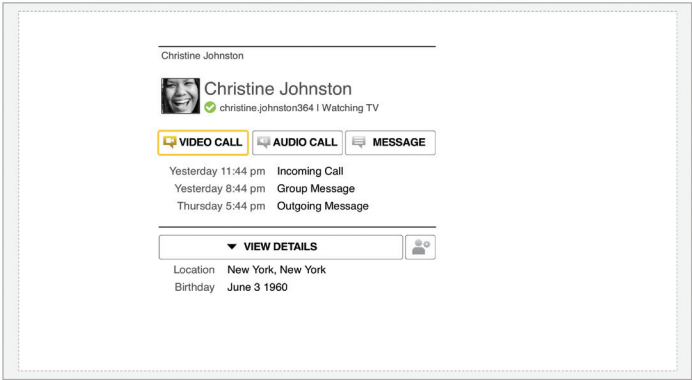 Christine Johnston
Christine Johnston
christine.johnston364 I Watching TV
VIDEO CALL AUDIO CALL MESSAGE
Yesterday 11:44 pm Incoming Call
Yesterday 8:44 pm Group Message
Thursday 5:44 pm Outgoing Message
VIEW DETAILS
Location New York, New York
Birthday June 3 1960